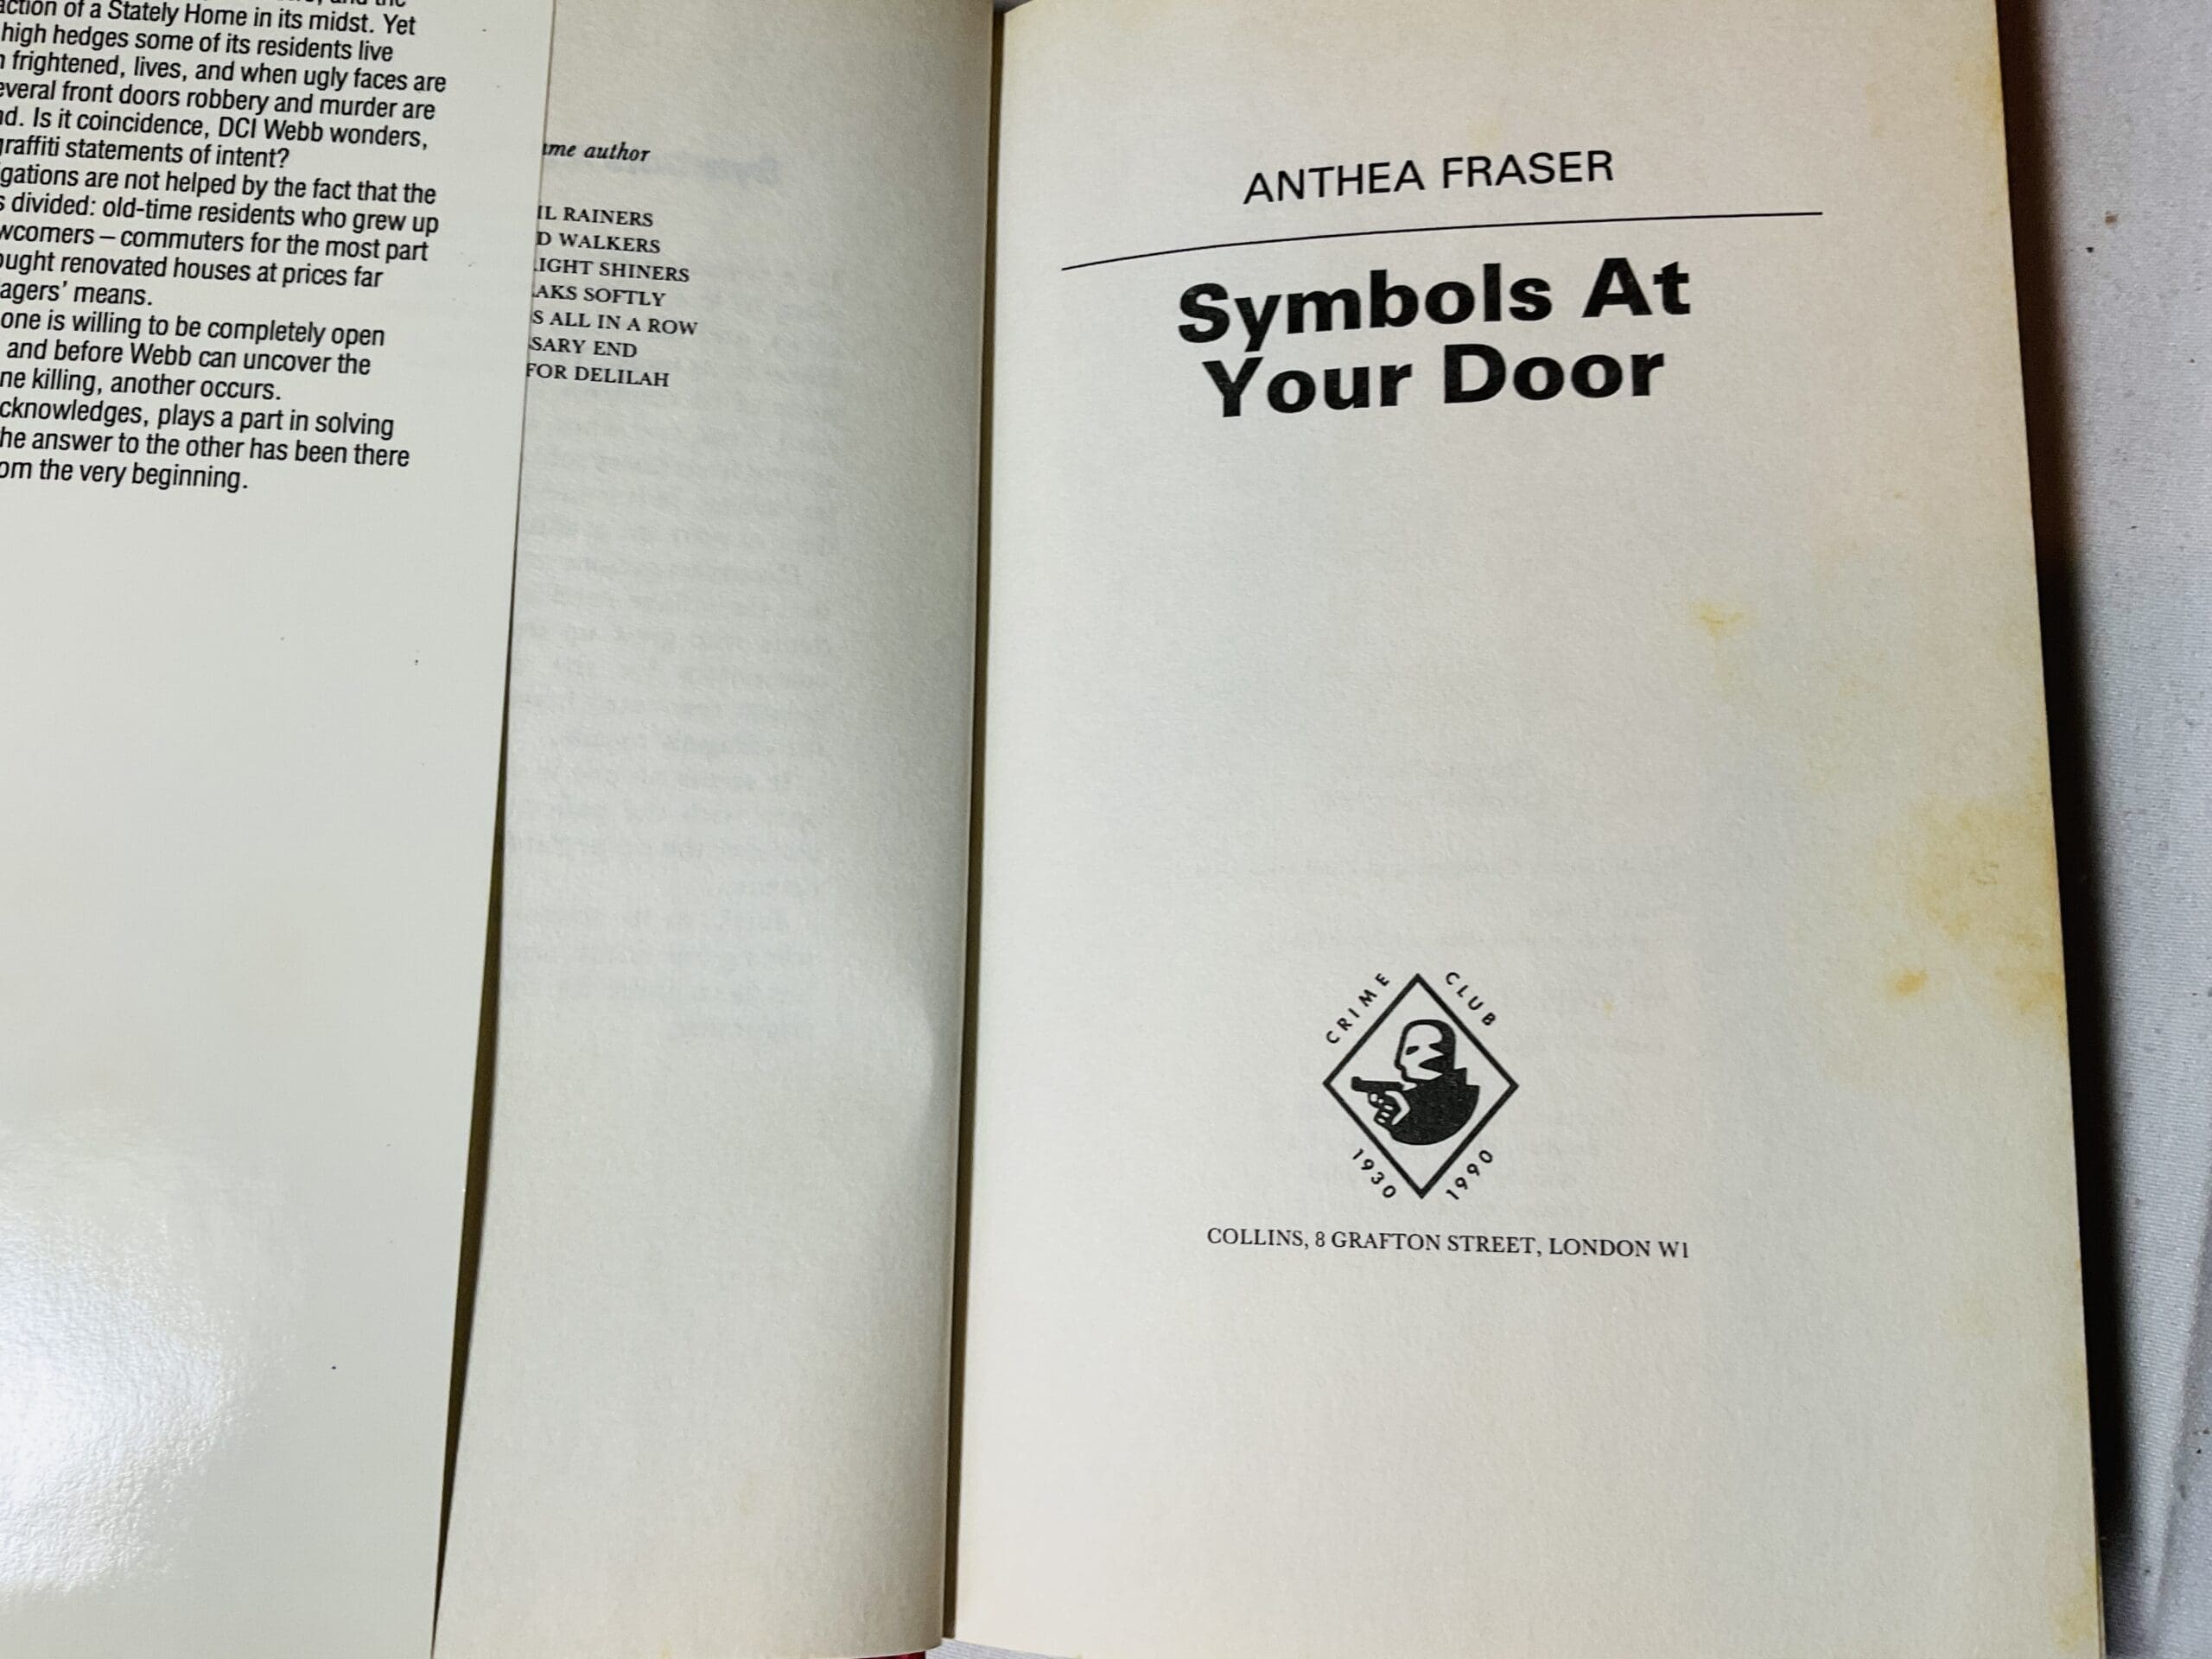 action of a Stately Home in its midst. Yet
high hedges some of its residents live
frightened, lives, and when ugly faces are
everal front doors robbery and murder are
nd. Is it coincidence, DCI Webb wonders,
raffiti statements of intent?
gations are not helped by the fact that the
s divided: old-time residents who grew up
wcomers – commuters for the most part
ought renovated houses at prices far
agers' means.
one is willing to be completely open
and before Webb can uncover the
ne killing, another occurs.
cknowledges, plays a part in solving
he answer to the other has been there
om the very beginning.
me author
IL RAINERS
D WALKERS
IGHT SHINERS
AKS SOFTLY
S ALL IN A ROW
SARY END
FOR DELILAH
ANTHEA FRASER
Symbols At
Your Door
CRIME CLUB
1930 1990
COLLINS, 8 GRAFTON STREET, LONDON W1